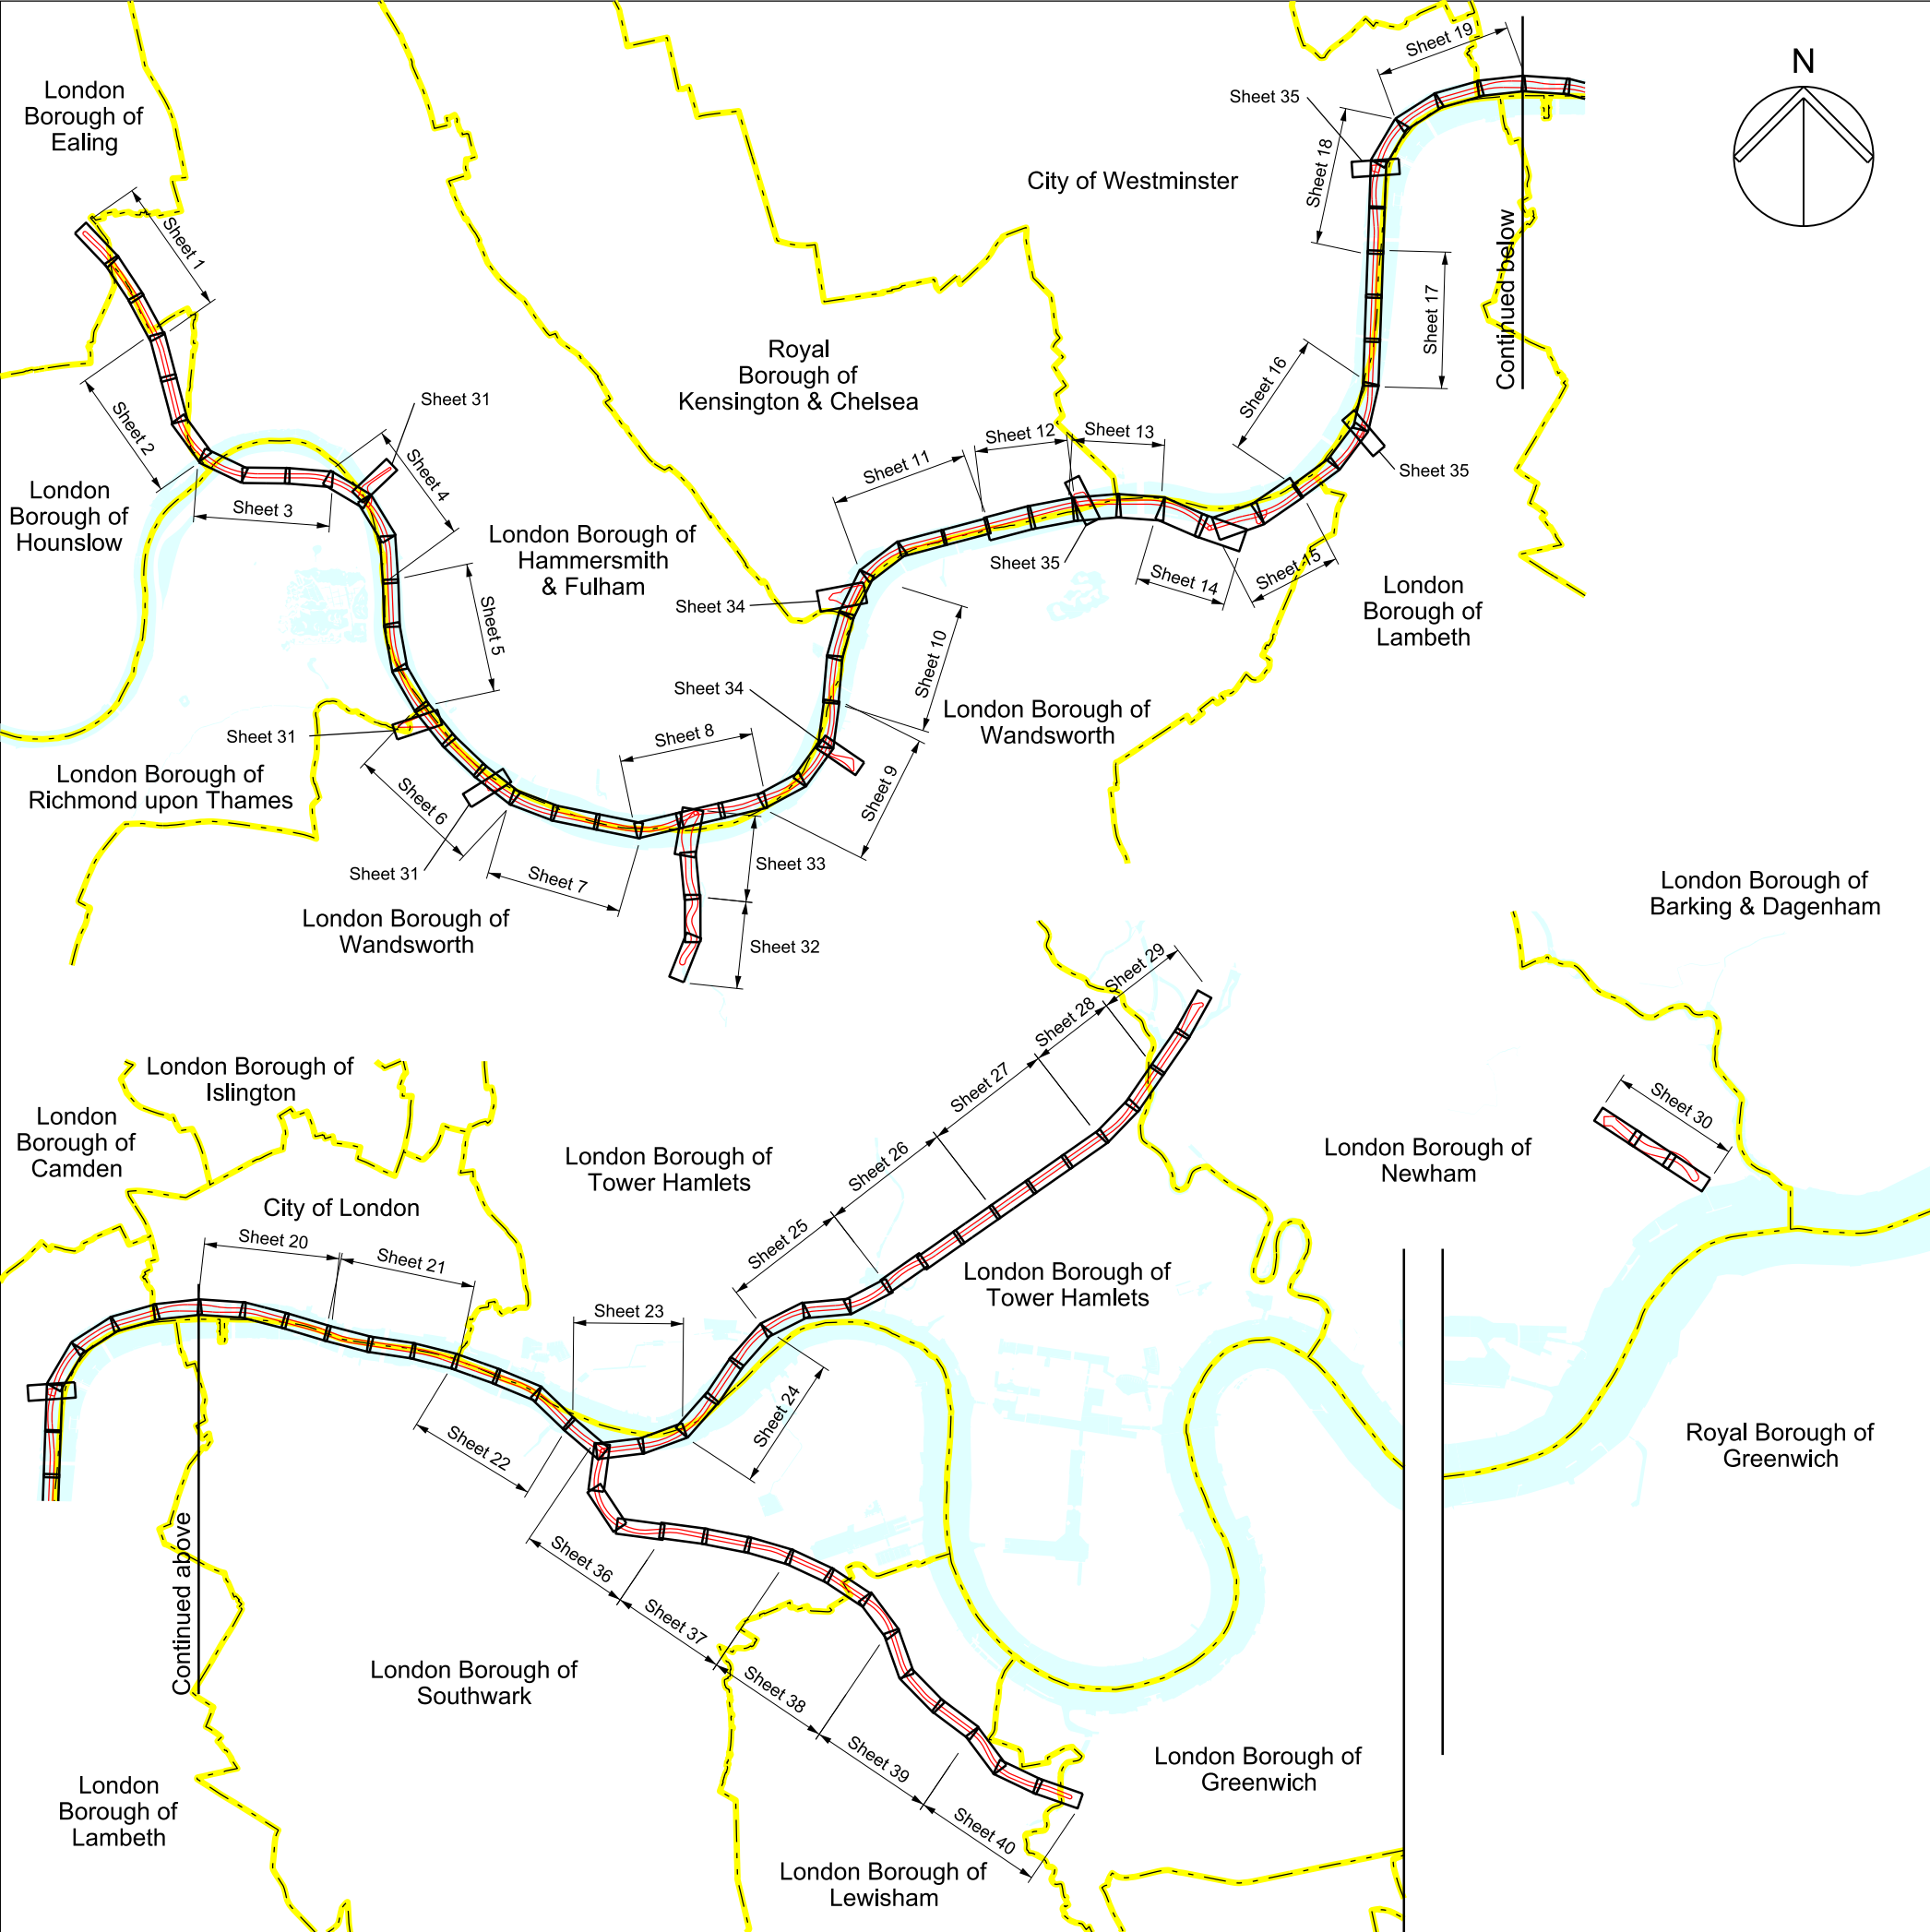 London
Borough of
Ealing
Sheet 1
Sheet 2
London
Borough of
Hounslow
Sheet 3
Sheet 31
Sheet 4
London Borough of
Hammersmith
& Fulham
Sheet 5
Sheet 31
London Borough of
Richmond upon Thames
Sheet 6
Sheet 31
Sheet 7
London Borough of
Wandsworth
Sheet 8
Sheet 33
Sheet 32
Sheet 9
Sheet 34
Sheet 34
Sheet 10
London Borough of
Wandsworth
Royal
Borough of
Kensington & Chelsea
Sheet 11
Sheet 12
Sheet 13
Sheet 35
Sheet 14
Sheet 15
London
Borough of
Lambeth
Sheet 16
Sheet 35
Sheet 17
Sheet 18
Sheet 35
Sheet 19
City of Westminster
Continued below
N
London Borough of
Barking & Dagenham
London Borough of
Islington
London
Borough of
Camden
City of London
Sheet 20
Sheet 21
London Borough of
Tower Hamlets
Sheet 22
Sheet 23
Sheet 24
Sheet 25
Sheet 26
Sheet 27
Sheet 28
Sheet 29
London Borough of
Tower Hamlets
London Borough of
Newham
Sheet 30
Royal Borough of
Greenwich
Continued above
Sheet 36
Sheet 37
Sheet 38
Sheet 39
Sheet 40
London Borough of
Southwark
London
Borough of
Lambeth
London Borough of
Greenwich
London Borough of
Lewisham